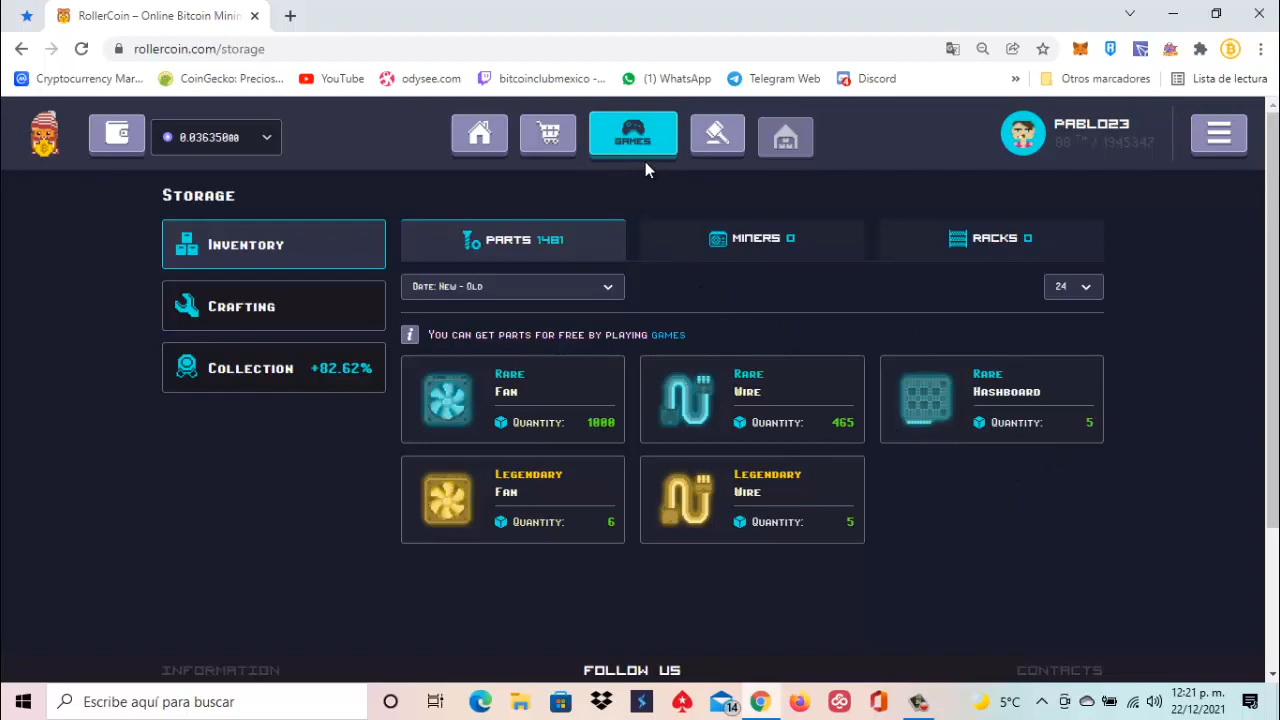 RollerCoin – Online Bitcoin Minin
rollercoin.com/storage
Cryptocurrency Mar...
CoinGecko: Precios...
YouTube
odysee.com
bitcoinclubmexico -...
(1) WhatsApp
Telegram Web
Discord
»
Otros marcadores
Lista de lectura
0.03635000
GAMES
PABLO23
STORAGE
INVENTORY
PARTS 1481
MINERS 0
RACKS 0
DATE: NEW - OLD
24
CRAFTING
YOU CAN GET PARTS FOR FREE BY PLAYING GAMES
COLLECTION +82.62%
RARE
FAN
QUANTITY: 1000
RARE
WIRE
QUANTITY: 465
RARE
HASHBOARD
QUANTITY: 5
LEGENDARY
FAN
QUANTITY: 6
LEGENDARY
WIRE
QUANTITY: 5
INFORMATION
FOLLOW US
CONTACTS
Escribe aquí para buscar
14
5°C
12:21 p. m.
22/12/2021